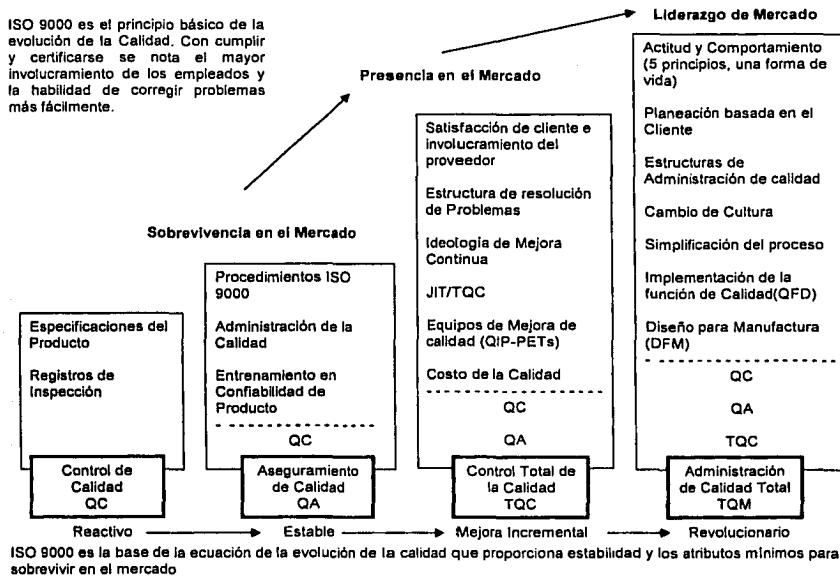 ISO 9000 es el principio básico de la
evolución de la Calidad. Con cumplir
y certificarse se nota el mayor
involucramiento de los empleados y
la habilidad de corregir problemas
más fácilmente.
Liderazgo de Mercado
Presencia en el Mercado
Sobrevivencia en el Mercado
Especificaciones del
Producto
Registros de
Inspección
Control de
Calidad
QC
Procedimientos ISO
9000
Administración de la
Calidad
Entrenamiento en
Confiabilidad de
Producto
QC
Aseguramiento
de Calidad
QA
Satisfacción de cliente e
involucramiento del
proveedor
Estructura de resolución
de Problemas
Ideología de Mejora
Continua
JIT/TQC
Equipos de Mejora de
calidad (QIP-PETs)
Costo de la Calidad
QC
QA
Control Total de
la Calidad
TQC
Actitud y Comportamiento
(5 principios, una forma de
vida)
Planeación basada en el
Cliente
Estructuras de
Administración de calidad
Cambio de Cultura
Simplificación del proceso
Implementación de la
función de Calidad(QFD)
Diseño para Manufactura
(DFM)
QC
QA
TQC
Administración
de Calidad Total
TQM
Reactivo
Estable
Mejora Incremental
Revolucionario
ISO 9000 es la base de la ecuación de la evolución de la calidad que proporciona estabilidad y los atributos mínimos para
sobrevivir en el mercado